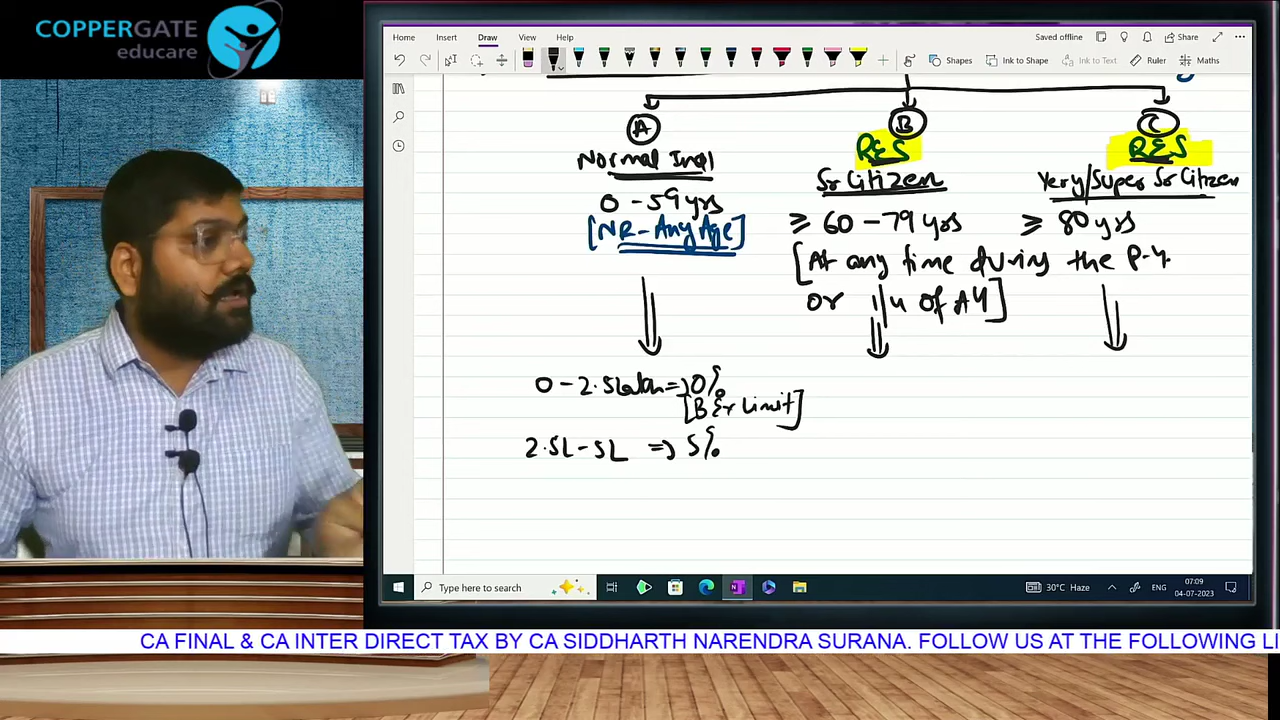 COPPERGATE
educare
Home Insert Draw View Help
Saved offline
Share
Shapes
Ink to Shape
Ink to Text
Ruler
Maths
A
B
C
Normal Indl
RES
RES
Sr Citizen
Very/Super Sr Citizen
0 - 59 yrs
[NR - Any Age]
≥ 60 - 79 yrs
≥ 80 yrs
[At any time during the P.Y.
or 1/4 of AY]
0 - 2.5 => 0%
Limit]
2.5L - 5L => 5%
Type here to search
30°C Haze
ENG
07:09
04-07-2023
CA FINAL & CA INTER DIRECT TAX BY CA SIDDHARTH NARENDRA SURANA. FOLLOW US AT THE FOLLOWING LI